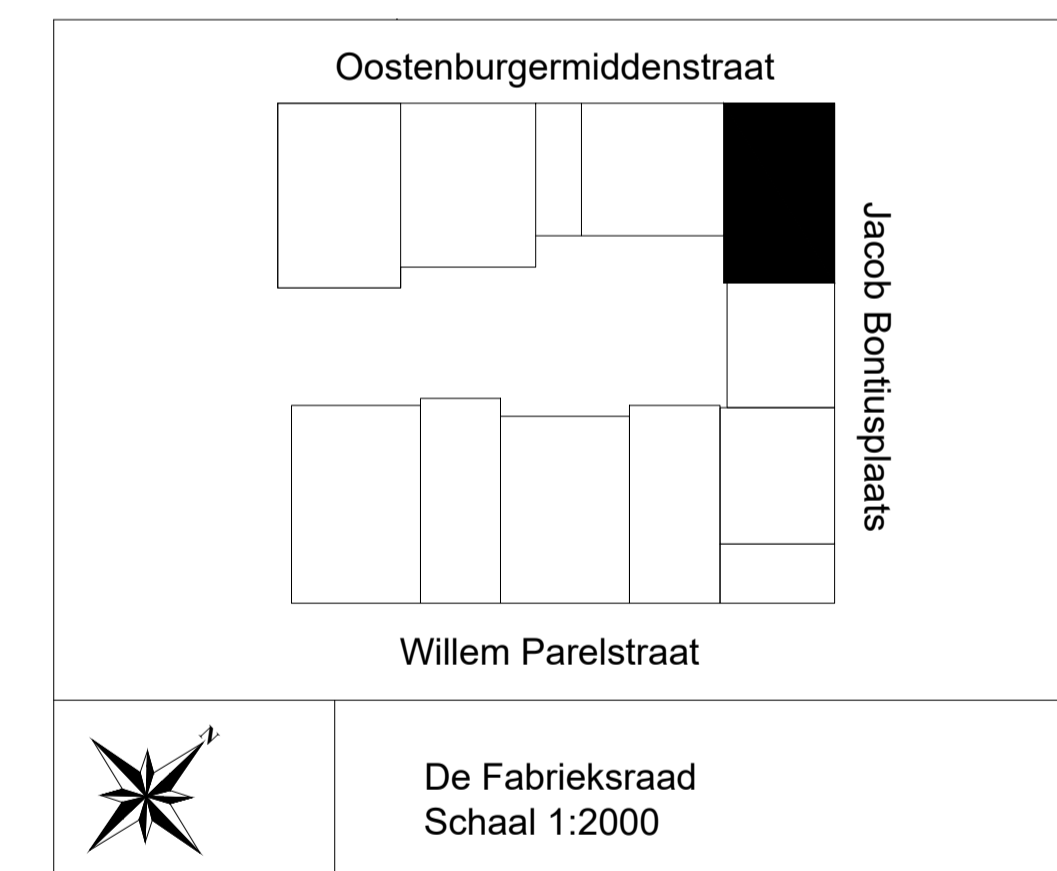 Oostenburgermiddenstraat
Jacob Bontiusplaats
Willem Parelstraat
N
De Fabrieksraad
Schaal 1:2000